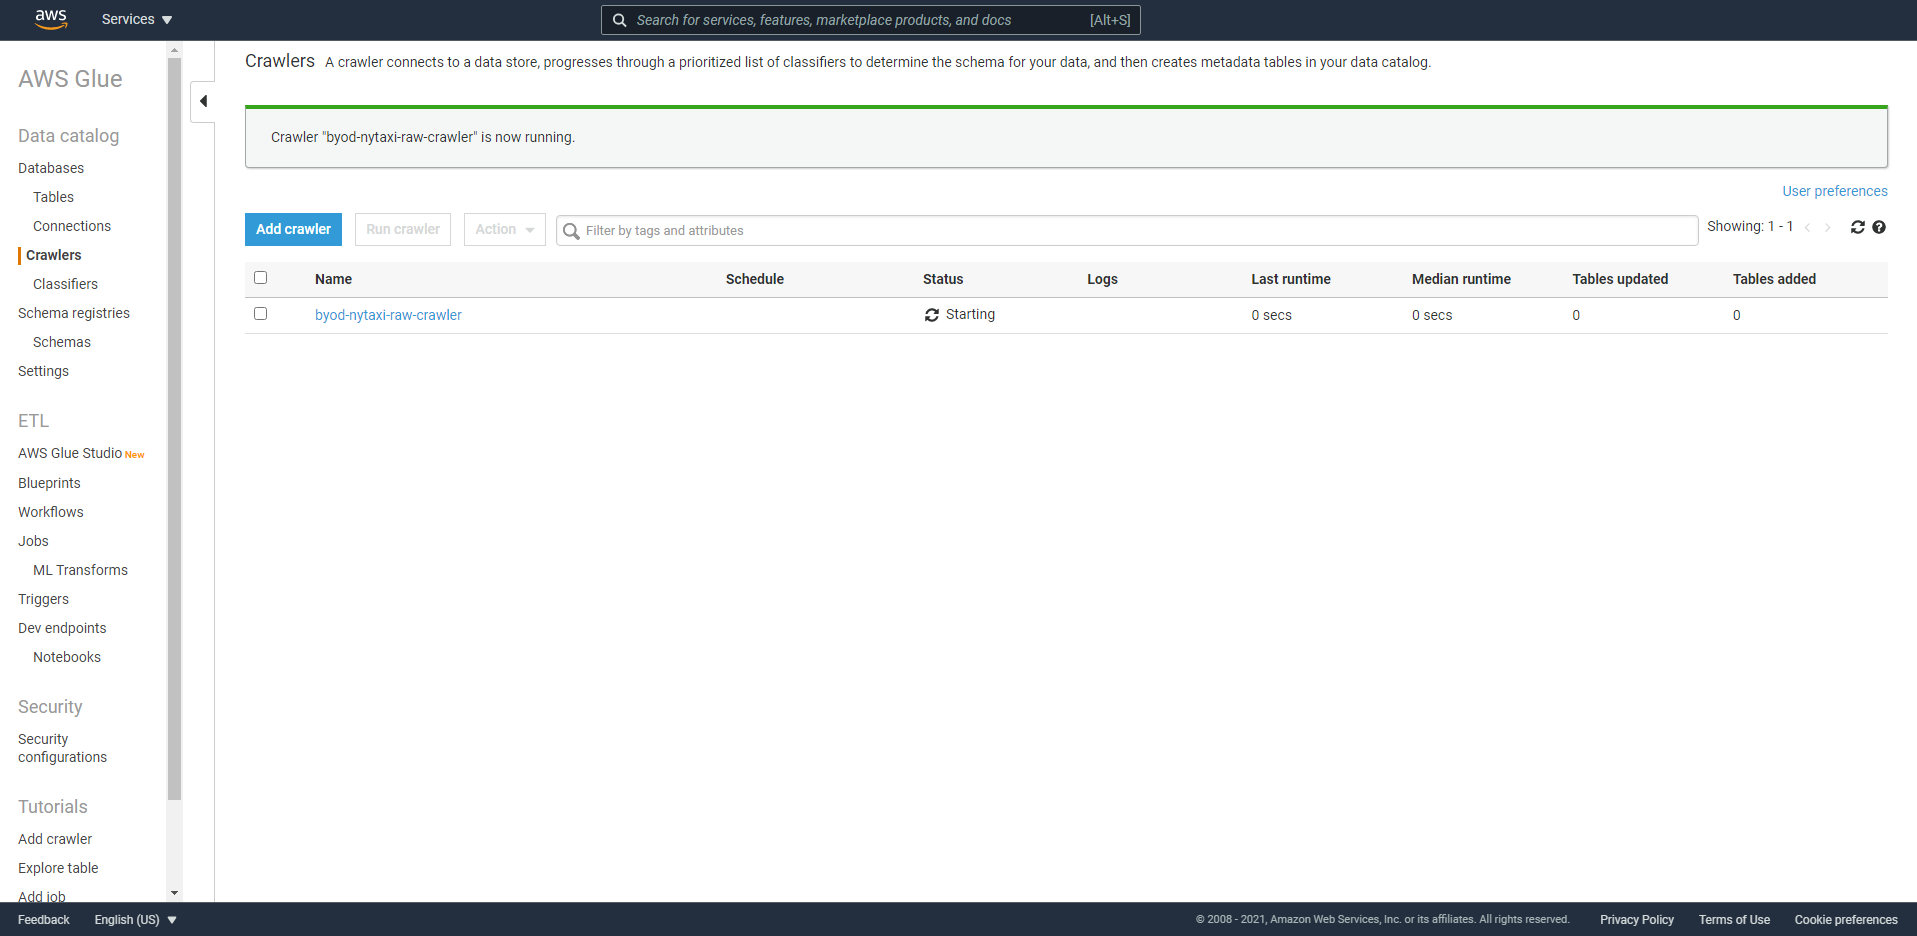 aws Services Search for services, features, marketplace products, and docs [Alt+S]
AWS Glue
Data catalog
Databases
Tables
Connections
Crawlers
Classifiers
Schema registries
Schemas
Settings
ETL
AWS Glue Studio New
Blueprints
Workflows
Jobs
ML Transforms
Triggers
Dev endpoints
Notebooks
Security
Security
configurations
Tutorials
Add crawler
Explore table
Add job
Crawlers A crawler connects to a data store, progresses through a prioritized list of classifiers to determine the schema for your data, and then creates metadata tables in your data catalog.
Crawler "byod-nytaxi-raw-crawler" is now running.
User preferences
Add crawler Run crawler Action Filter by tags and attributes Showing: 1 - 1
Name Schedule Status Logs Last runtime Median runtime Tables updated Tables added
byod-nytaxi-raw-crawler Starting 0 secs 0 secs 0 0
Feedback English (US) © 2008 - 2021, Amazon Web Services, Inc. or its affiliates. All rights reserved. Privacy Policy Terms of Use Cookie preferences